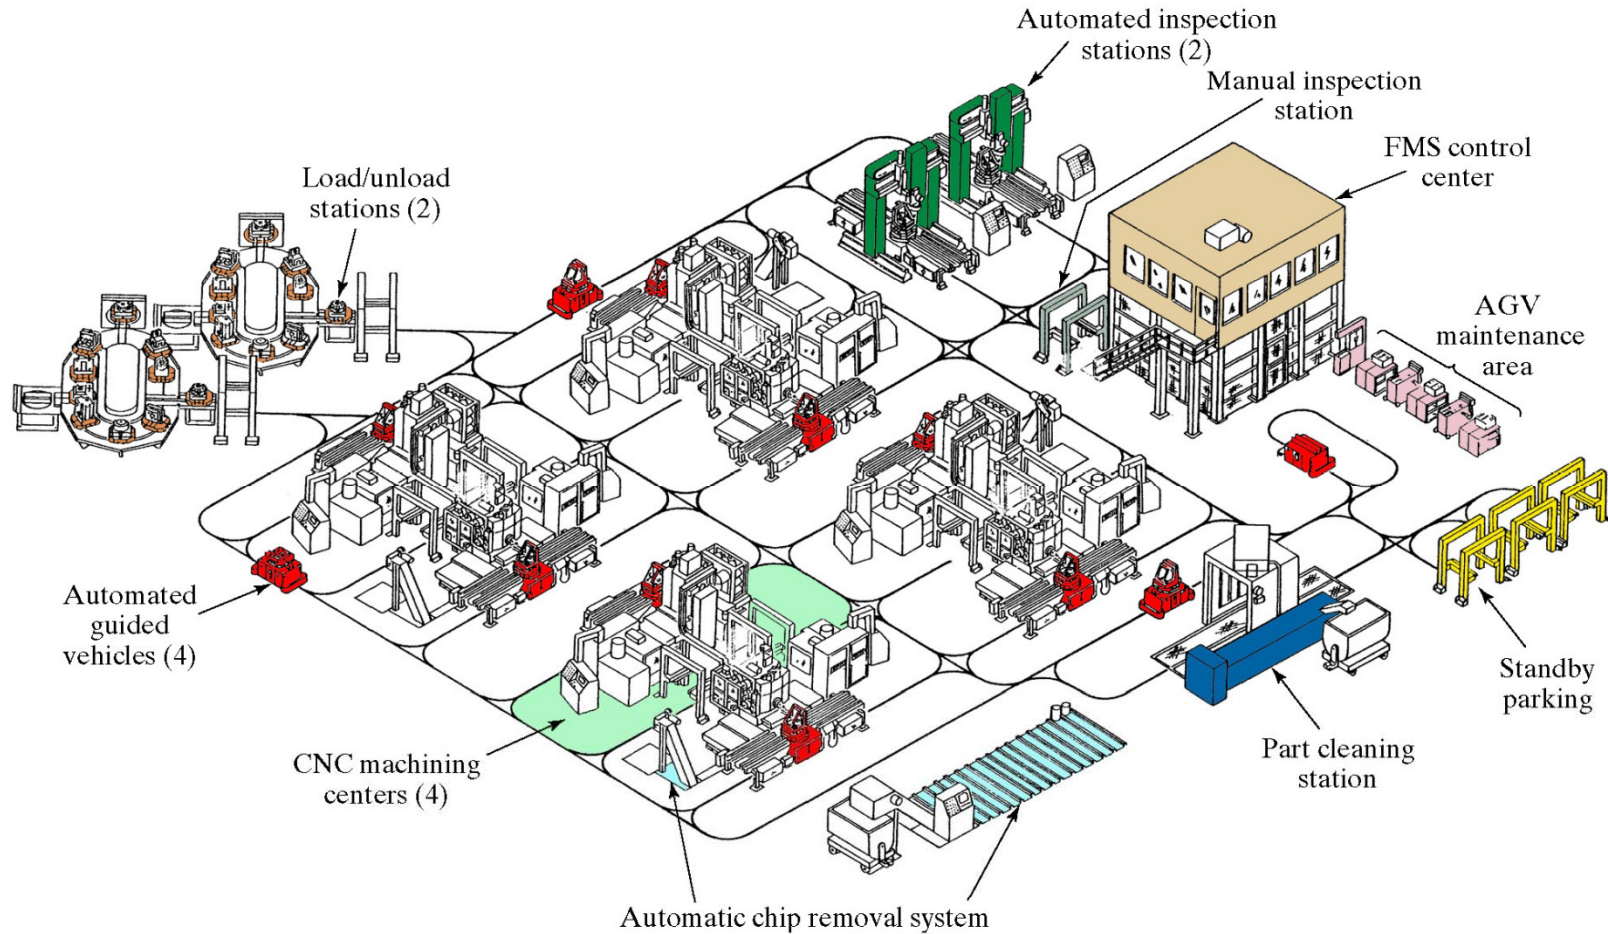 Automated inspection
stations (2)
Manual inspection
station
FMS control
center
Load/unload
stations (2)
AGV
maintenance
area
Automated
guided
vehicles (4)
Standby
parking
CNC machining
centers (4)
Part cleaning
station
Automatic chip removal system